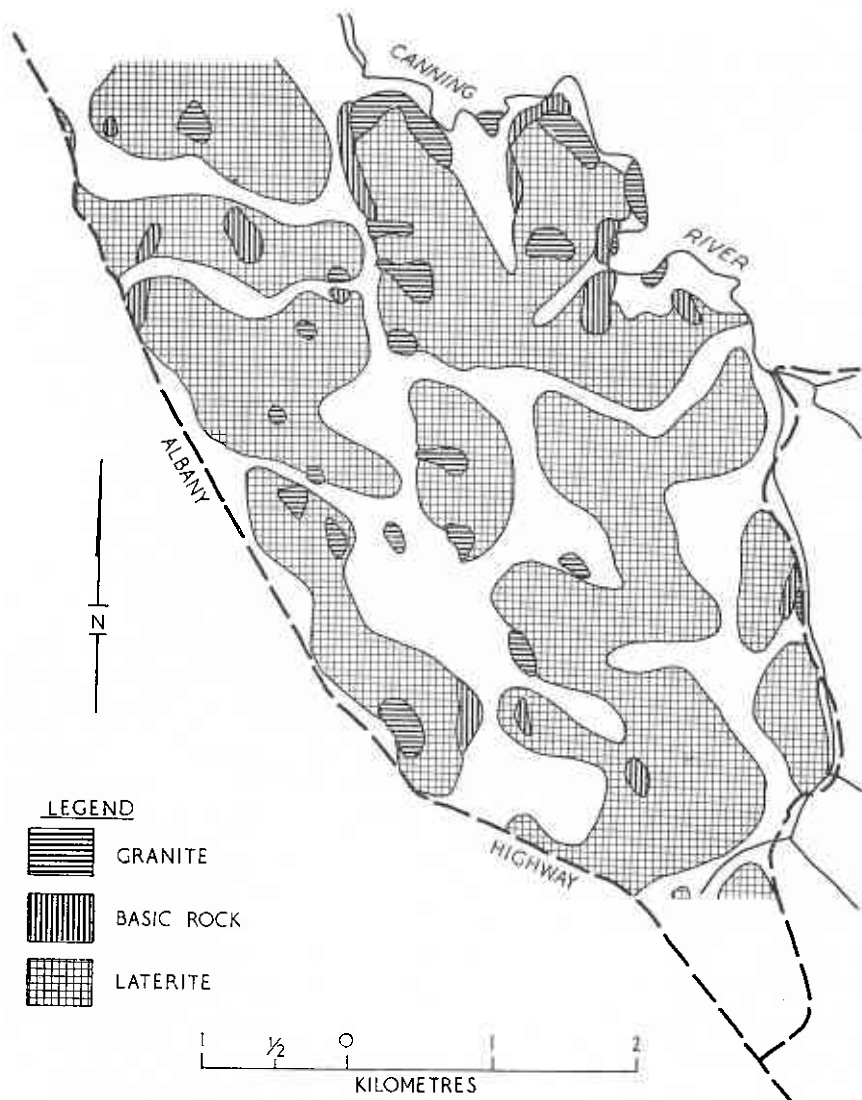 CANNING
RIVER
ALBANY
N
HIGHWAY
LEGEND
GRANITE
BASIC ROCK
LATERITE
1 ½ 0 1 2
KILOMETRES